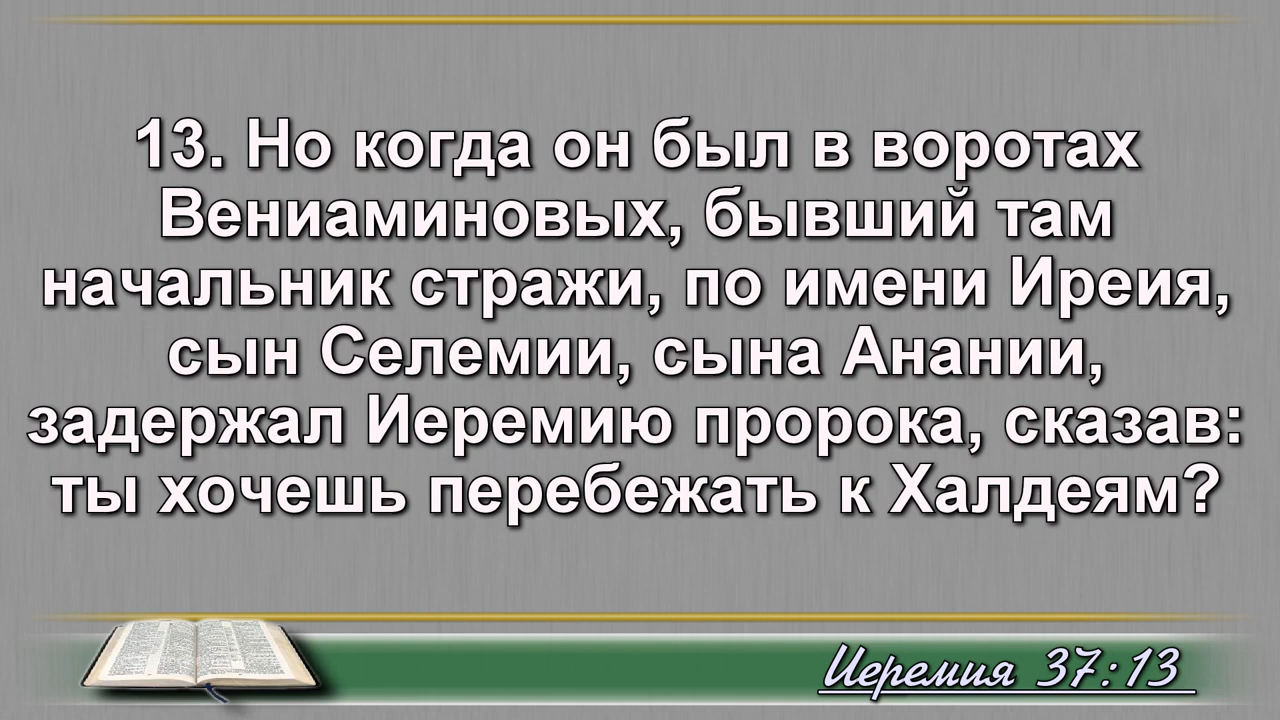 13. Но когда он был в воротах
Вениаминовых, бывший там
начальник стражи, по имени Иреия,
сын Селемии, сына Анании,
задержал Иеремию пророка, сказав:
ты хочешь перебежать к Халдеям?
Иеремия 37:13